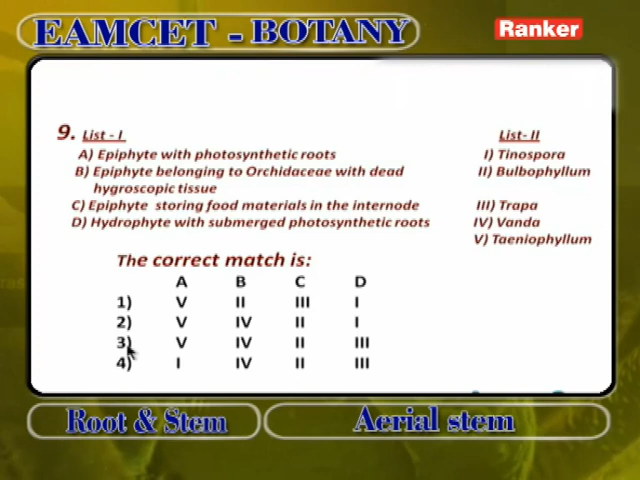 EAMCET - BOTANY
Ranker
9. List - I List- II
A) Epiphyte with photosynthetic roots I) Tinospora
B) Epiphyte belonging to Orchidaceae with dead II) Bulbophyllum
hygroscopic tissue
C) Epiphyte storing food materials in the internode III) Trapa
D) Hydrophyte with submerged photosynthetic roots IV) Vanda
V) Taeniophyllum
The correct match is:
A B C D
1) V II III I
2) V IV II I
3) V IV II III
4) I IV II III
Root & Stem
Aerial stem